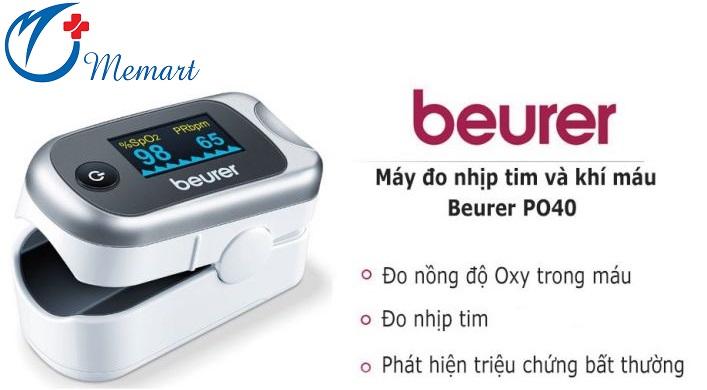 Memart
%SpO2 PRbpm
98 65
beurer
beurer
Máy đo nhịp tim và khí máu
Beurer PO40
Đo nồng độ Oxy trong máu
Đo nhịp tim
Phát hiện triệu chứng bất thường